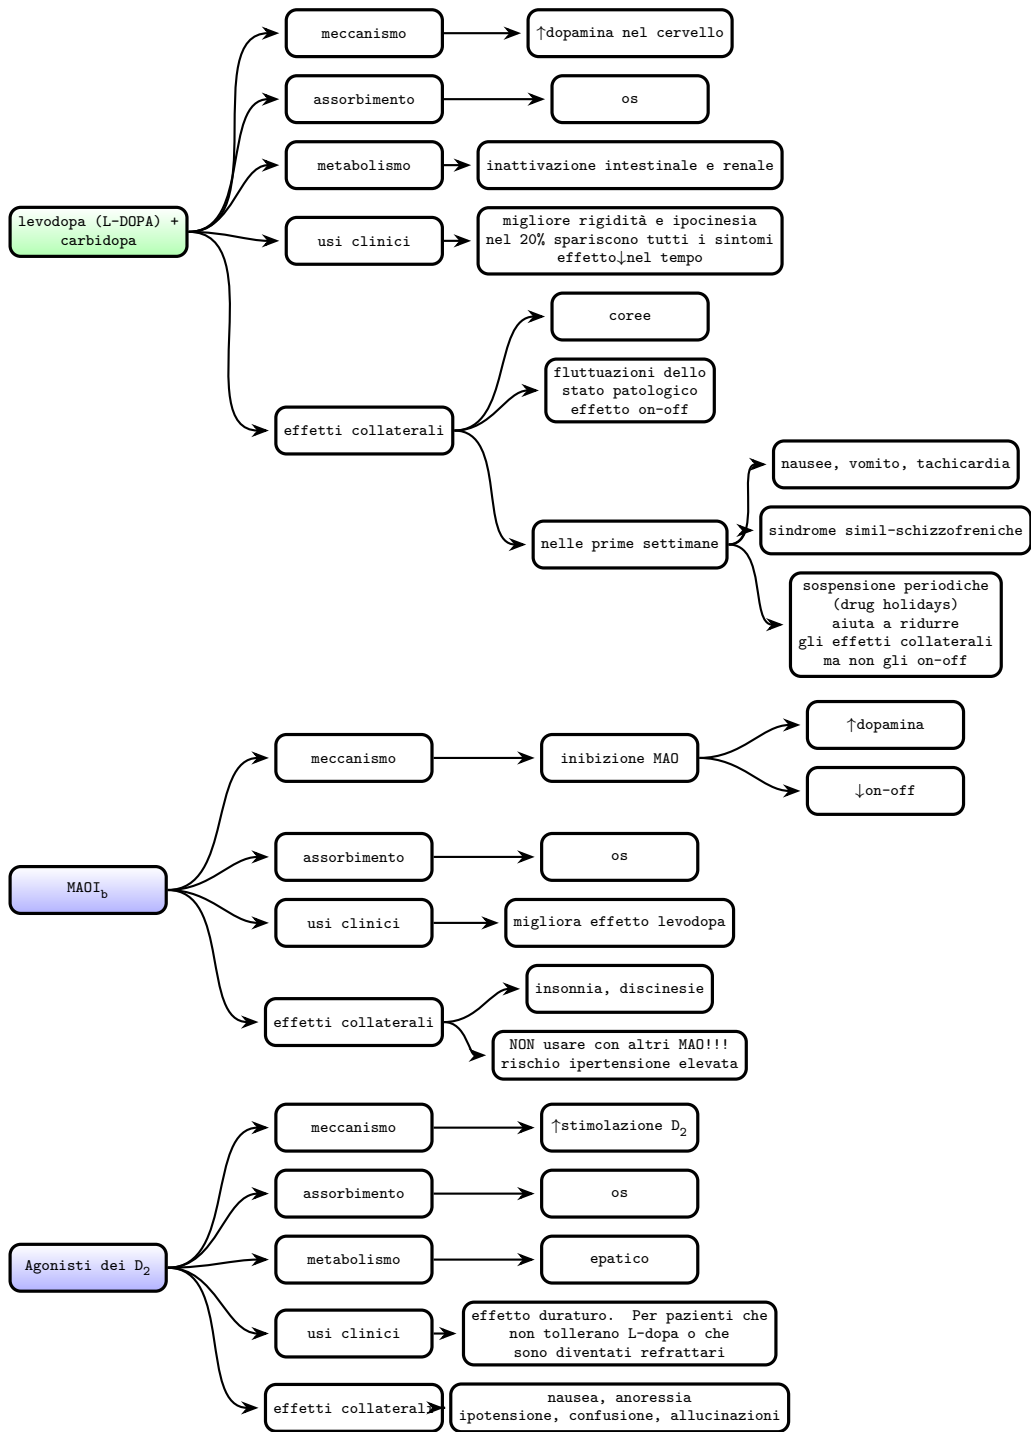 levodopa (L-DOPA) +
carbidopa
meccanismo
↑dopamina nel cervello
assorbimento
os
metabolismo
inattivazione intestinale e renale
usi clinici
migliore rigidità e ipocinesia
nel 20% spariscono tutti i sintomi
effetto↓nel tempo
effetti collaterali
coree
fluttuazioni dello
stato patologico
effetto on-off
nelle prime settimane
nausee, vomito, tachicardia
sindrome simil-schizzofreniche
sospensione periodiche
(drug holidays)
aiuta a ridurre
gli effetti collaterali
ma non gli on-off
MAOI_b
meccanismo
inibizione MAO
↑dopamina
↓on-off
assorbimento
os
usi clinici
migliora effetto levodopa
effetti collaterali
insonnia, discinesie
NON usare con altri MAO!!!
rischio ipertensione elevata
Agonisti dei D₂
meccanismo
↑stimolazione D₂
assorbimento
os
metabolismo
epatico
usi clinici
effetto duraturo. Per pazienti che
non tollerano L-dopa o che
sono diventati refrattari
effetti collaterali
nausea, anoressia
ipotensione, confusione, allucinazioni